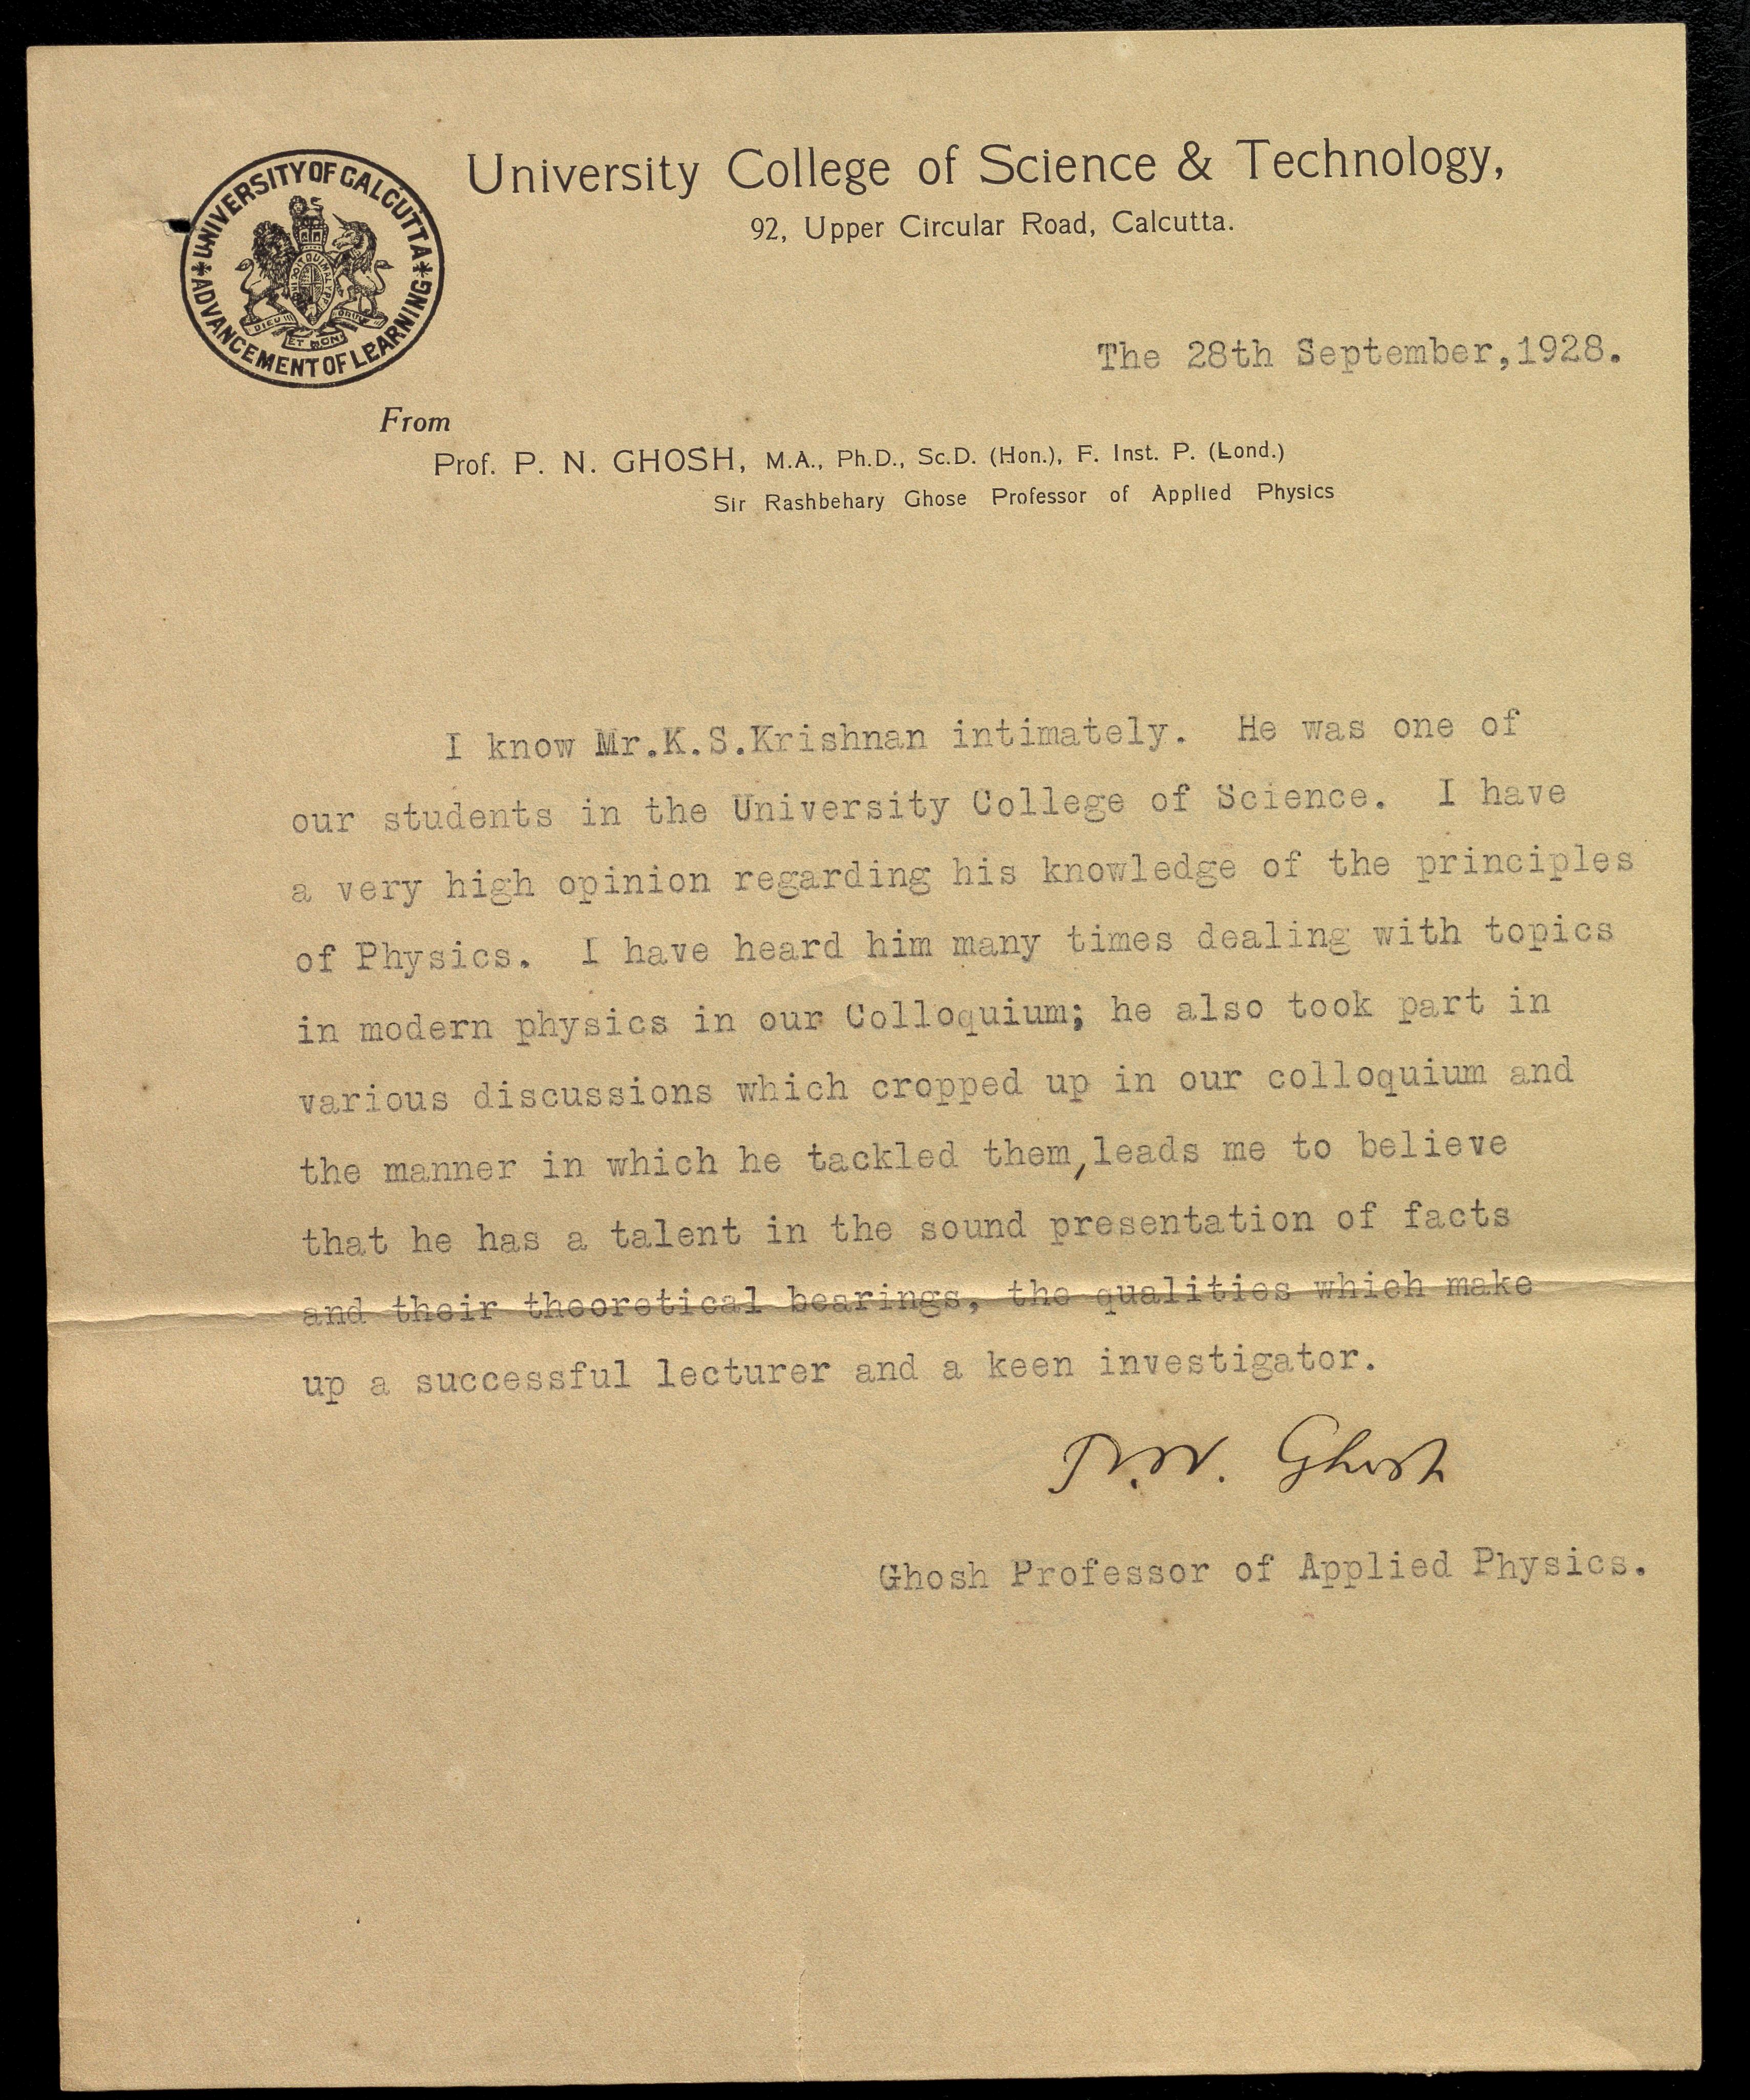 UNIVERSITY OF CALCUTTA
* ADVANCEMENT OF LEARNING *
DIEU ET MON DROIT
University College of Science & Technology,
92, Upper Circular Road, Calcutta.
The 28th September,1928.
From
Prof. P. N. GHOSH, M.A., Ph.D., Sc.D. (Hon.), F. Inst. P. (Lond.)
Sir Rashbehary Ghose Professor of Applied Physics
I know Mr.K.S.Krishnan intimately. He was one of
our students in the University College of Science. I have
a very high opinion regarding his knowledge of the principles
of Physics. I have heard him many times dealing with topics
in modern physics in our Colloquium; he also took part in
various discussions which cropped up in our colloquium and
the manner in which he tackled them,leads me to believe
that he has a talent in the sound presentation of facts
and their theoretical bearings, the qualities which make
up a successful lecturer and a keen investigator.
P.N. Ghosh
Ghosh Professor of Applied Physics.